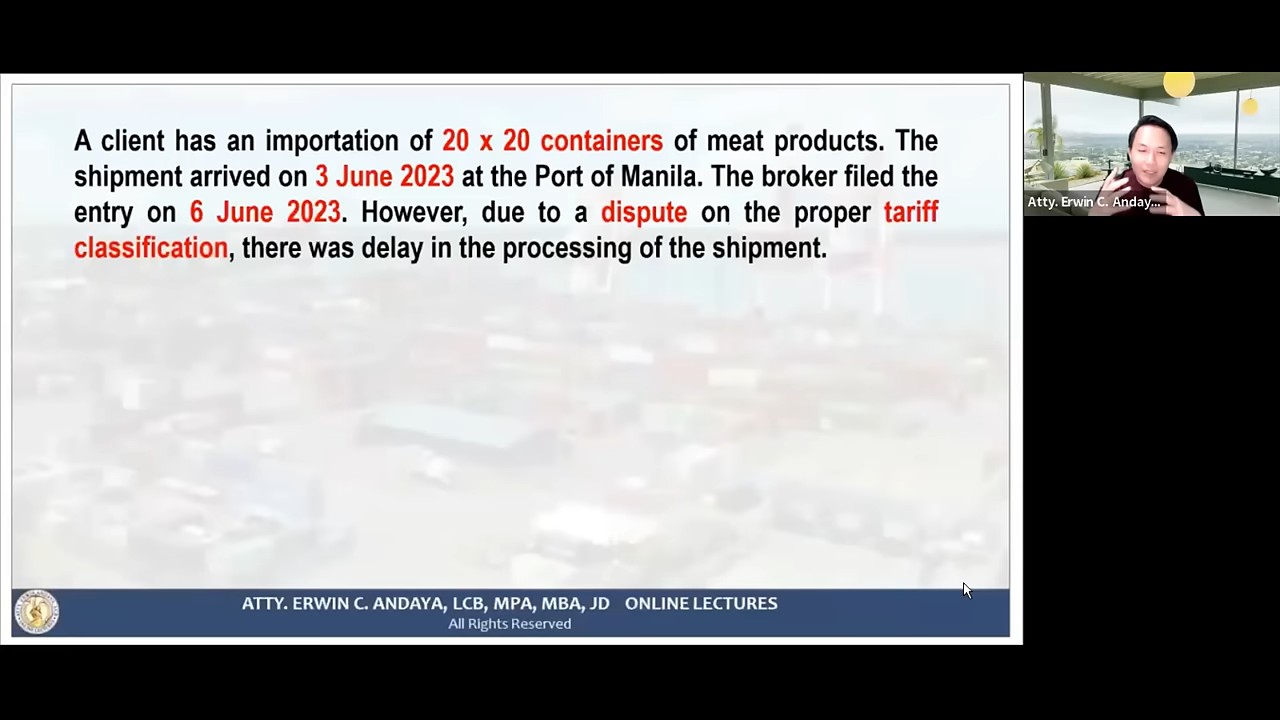 A client has an importation of 20 x 20 containers of meat products. The
shipment arrived on 3 June 2023 at the Port of Manila. The broker filed the
entry on 6 June 2023. However, due to a dispute on the proper tariff
classification, there was delay in the processing of the shipment.
Atty. Erwin C. Anday...
ATTY. ERWIN C. ANDAYA, LCB, MPA, MBA, JD ONLINE LECTURES
All Rights Reserved